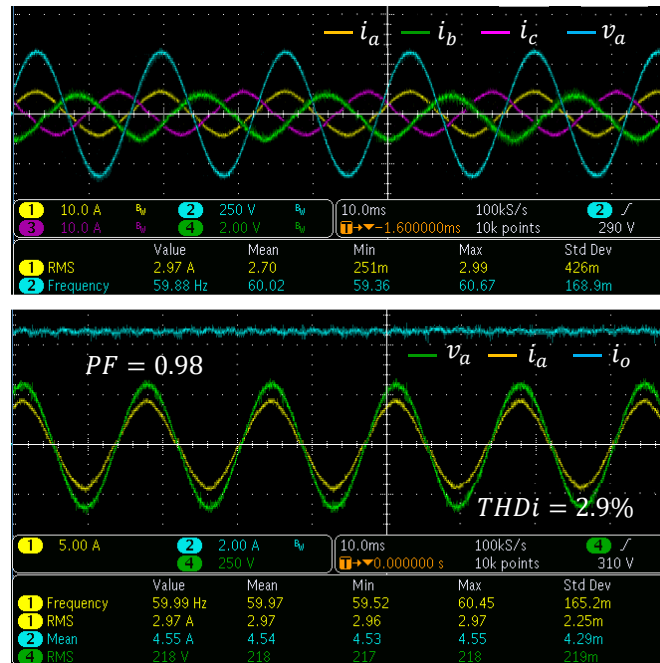 i_a i_b i_c v_a
1 10.0 A BW 2 250 V BW 10.0ms 100kS/s 2 ∫
3 10.0 A BW 4 2.00 V BW T→▼−1.600000ms 10k points 290 V
Value Mean Min Max Std Dev
1 RMS 2.97 A 2.70 251m 2.99 426m
2 Frequency 59.88 Hz 60.02 59.36 60.67 168.9m
v_a i_a i_o
PF = 0.98
THDi = 2.9%
1 5.00 A 2 2.00 A BW 10.0ms 100kS/s 4 ∫
4 250 V T→▼0.000000 s 10k points 310 V
Value Mean Min Max Std Dev
1 Frequency 59.99 Hz 59.97 59.52 60.45 165.2m
1 RMS 2.97 A 2.97 2.96 2.97 2.25m
2 Mean 4.55 A 4.54 4.53 4.55 4.29m
4 RMS 218 V 218 217 218 219m